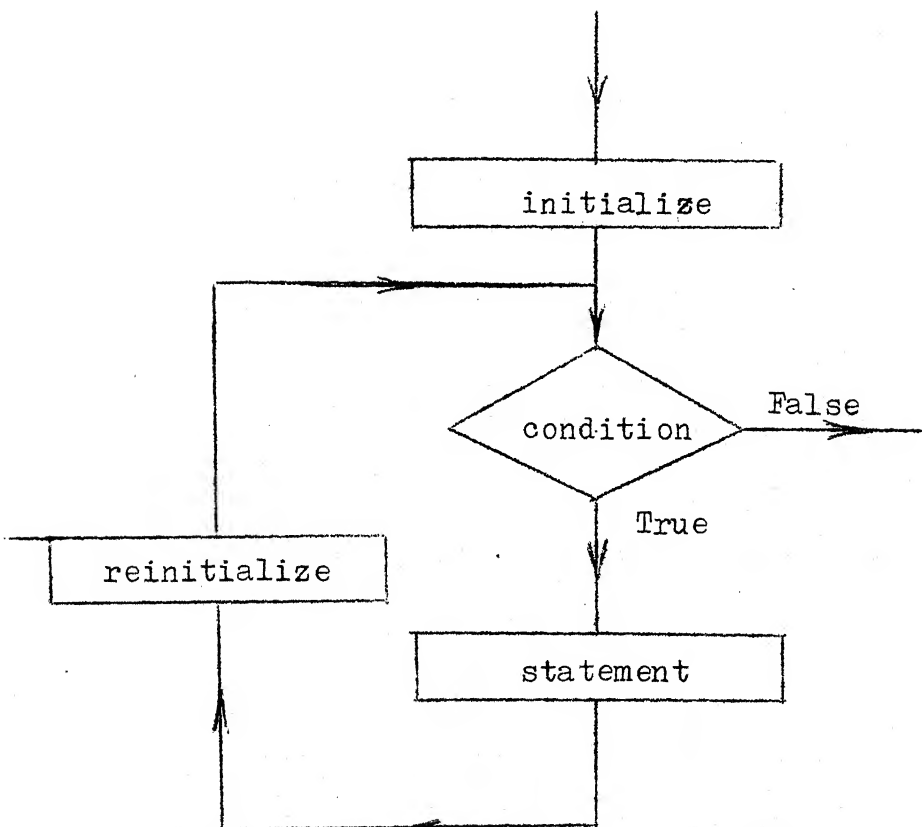 initialize
condition
False
True
reinitialize
statement